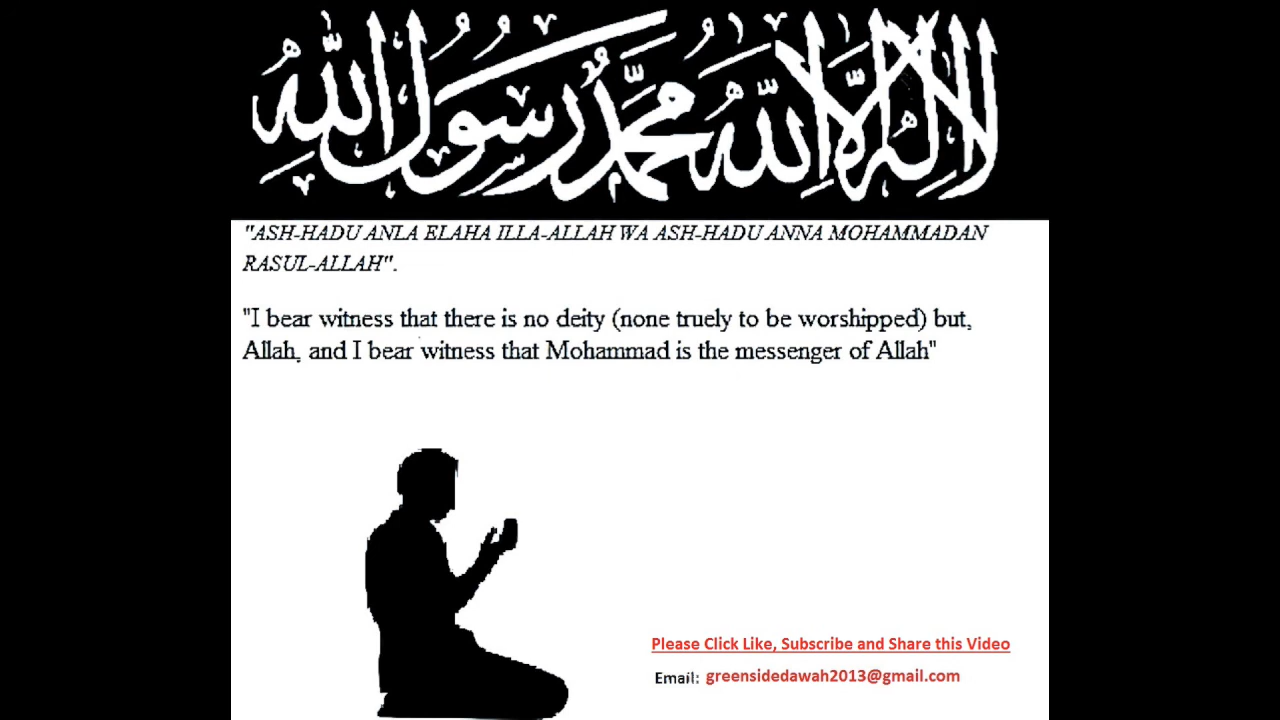 لا اله الا الله محمد رسول الله
"ASH-HADU ANLA ELAHA ILLA-ALLAH WA ASH-HADU ANNA MOHAMMADAN
RASUL-ALLAH".
"I bear witness that there is no deity (none truely to be worshipped) but,
Allah, and I bear witness that Mohammad is the messenger of Allah"
Please Click Like, Subscribe and Share this Video
Email: greensidedawah2013@gmail.com